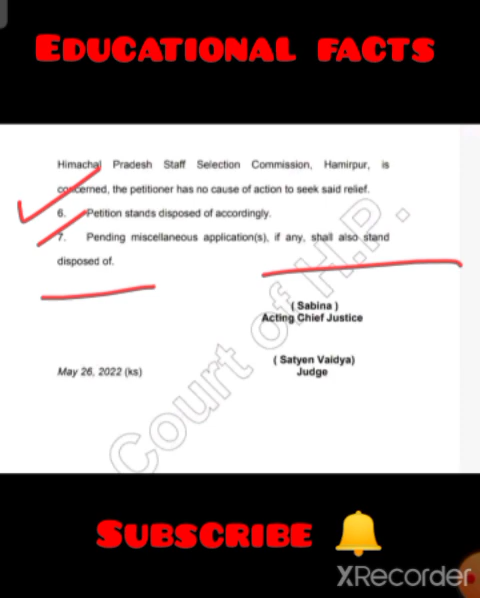 EDUCATIONAL FACTS
Himachal Pradesh Staff Selection Commission, Hamirpur, is
concerned, the petitioner has no cause of action to seek said relief.
6. Petition stands disposed of accordingly.
7. Pending miscellaneous application(s), if any, shall also stand
disposed of.
Court of H.P.
( Sabina )
Acting Chief Justice
( Satyen Vaidya)
May 26, 2022 (ks) Judge
SUBSCRIBE
XRecorder